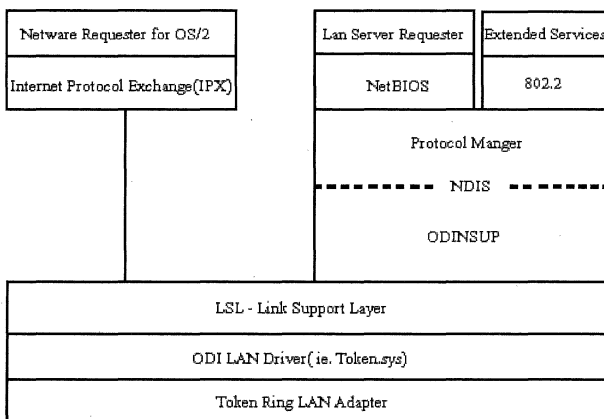 Netware Requester for OS/2
Internet Protocol Exchange(IPX)
Lan Server Requester
Extended Services
NetBIOS
802.2
Protocol Manger
NDIS
ODINSUP
LSL - Link Support Layer
ODI LAN Driver( ie. Token.sys)
Token Ring LAN Adapter